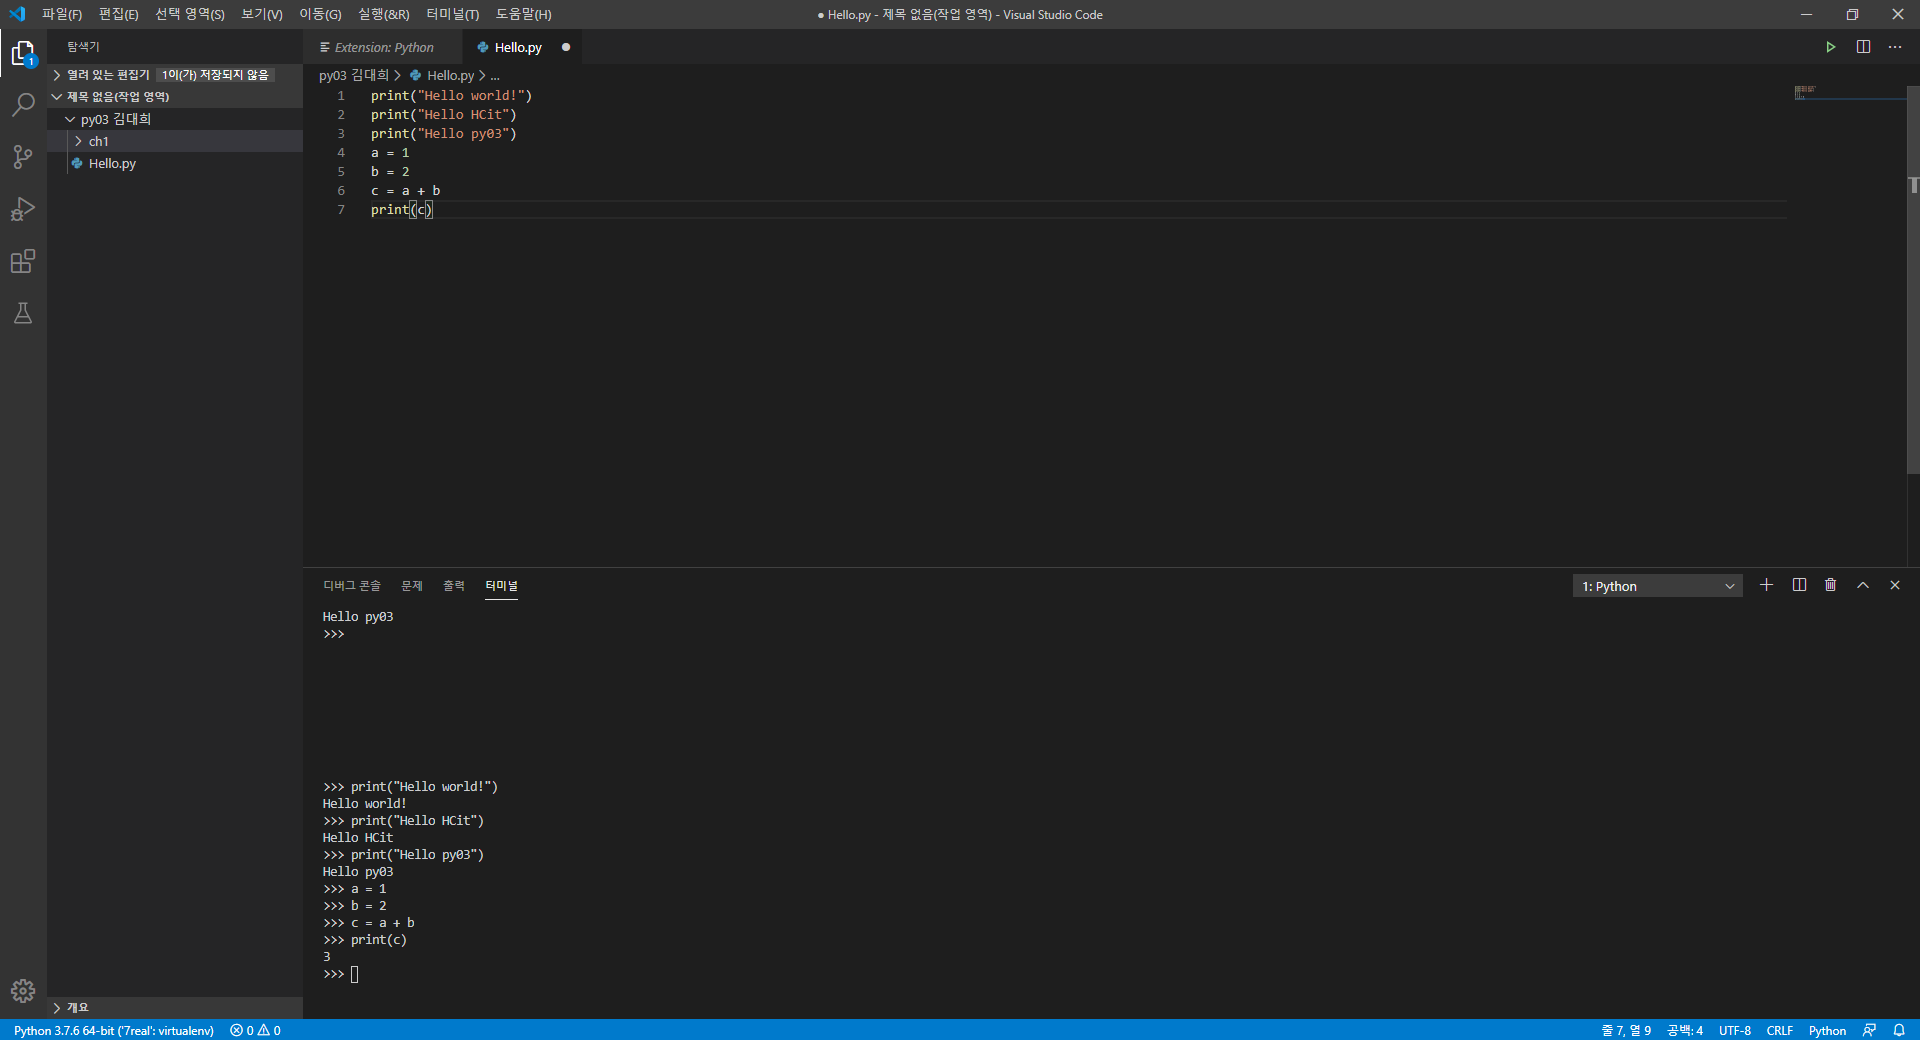 파일(F) 편집(E) 선택 영역(S) 보기(V) 이동(G) 실행(&R) 터미널(T) 도움말(H)
● Hello.py - 제목 없음(작업 영역) - Visual Studio Code
탐색기
1
열려 있는 편집기 1이(가) 저장되지 않음
제목 없음(작업 영역)
py03 김대희
ch1
Hello.py
개요
Extension: Python
Hello.py
py03 김대희 > Hello.py > ...
1 print("Hello world!")
2 print("Hello HCit")
3 print("Hello py03")
4 a = 1
5 b = 2
6 c = a + b
7 print(c)
디버그 콘솔 문제 출력 터미널
1: Python
Hello py03
>>>
>>> print("Hello world!")
Hello world!
>>> print("Hello HCit")
Hello HCit
>>> print("Hello py03")
Hello py03
>>> a = 1
>>> b = 2
>>> c = a + b
>>> print(c)
3
>>>
Python 3.7.6 64-bit ('7real': virtualenv) 0 0
줄 7, 열 9 공백: 4 UTF-8 CRLF Python